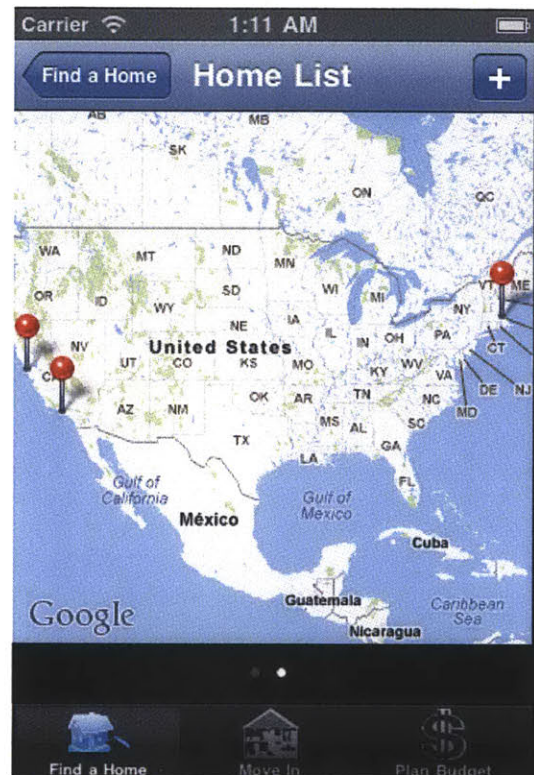 Carrier 1:11 AM
Find a Home Home List +
AB MB
SK
ON
QC
WA MT ND MN VT ME
OR ID SD WI MI NY
WY
NE IA
NV IL IN OH PA CT
United States
UT CO KS MO KY WV VA DE NJ
CA
AZ NM OK AR TN NC MD
MS AL SC
TX GA
LA
FL
Gulf of
California
Gulf of
Mexico
México
Cuba
Guatemala
Caribbean
Sea
Nicaragua
Google
Find a Home Move In Plan Budget